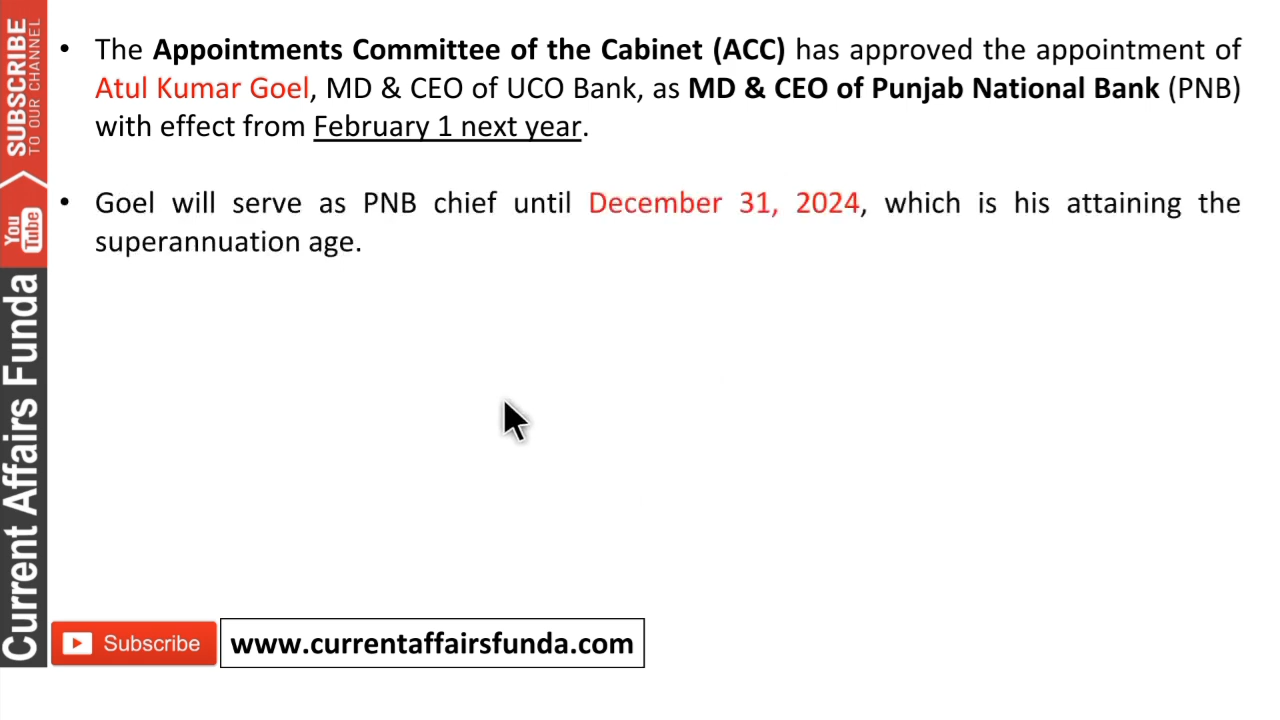 • The Appointments Committee of the Cabinet (ACC) has approved the appointment of
Atul Kumar Goel, MD & CEO of UCO Bank, as MD & CEO of Punjab National Bank (PNB)
with effect from February 1 next year.
• Goel will serve as PNB chief until December 31, 2024, which is his attaining the
superannuation age.
SUBSCRIBE
TO OUR CHANNEL
You
Tube
Current Affairs Funda
Subscribe
www.currentaffairsfunda.com